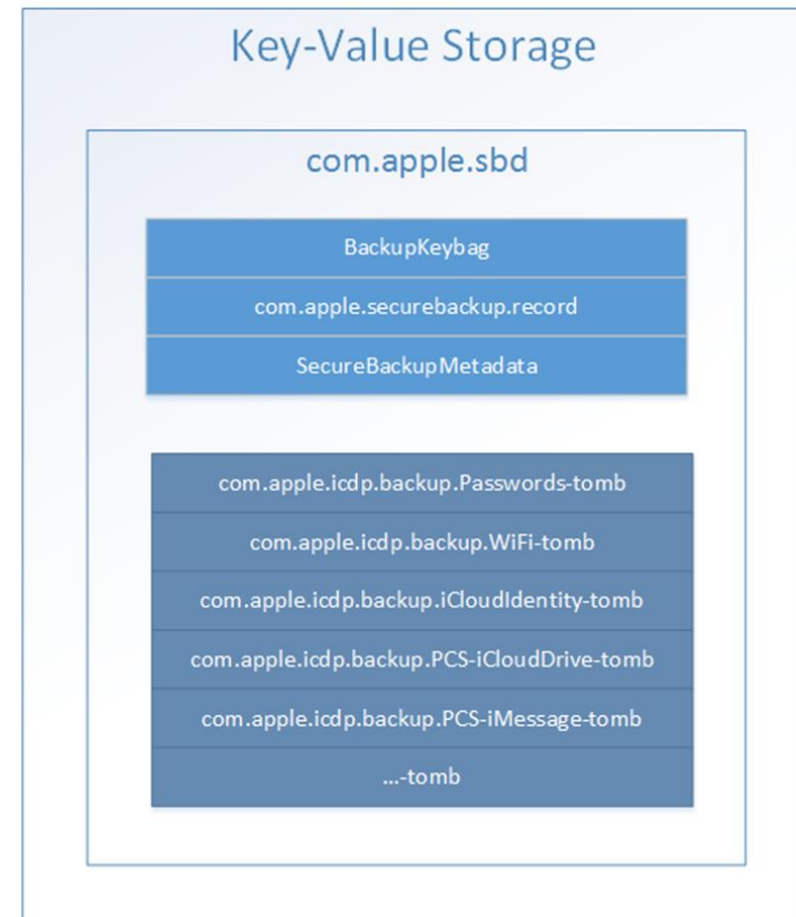 Key-Value Storage
com.apple.sbd
BackupKeybag
com.apple.securebackup.record
SecureBackupMetadata
com.apple.icdp.backup.Passwords-tomb
com.apple.icdp.backup.WiFi-tomb
com.apple.icdp.backup.iCloudIdentity-tomb
com.apple.icdp.backup.PCS-iCloudDrive-tomb
com.apple.icdp.backup.PCS-iMessage-tomb
...-tomb